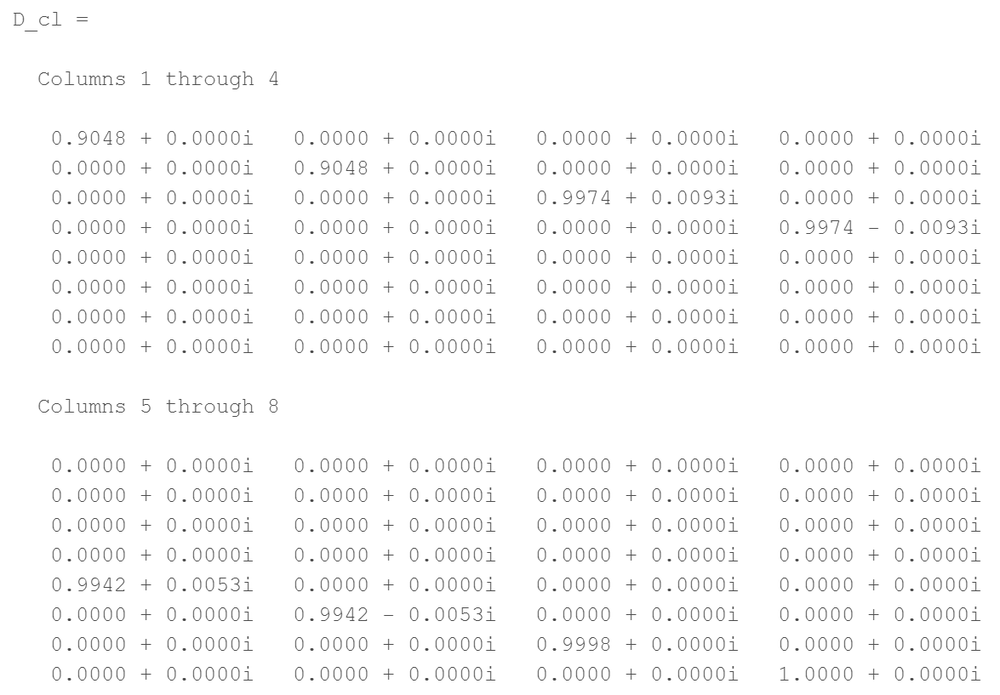 D_cl =
Columns 1 through 4
0.9048 + 0.0000i   0.0000 + 0.0000i   0.0000 + 0.0000i   0.0000 + 0.0000i
0.0000 + 0.0000i   0.9048 + 0.0000i   0.0000 + 0.0000i   0.0000 + 0.0000i
0.0000 + 0.0000i   0.0000 + 0.0000i   0.9974 + 0.0093i   0.0000 + 0.0000i
0.0000 + 0.0000i   0.0000 + 0.0000i   0.0000 + 0.0000i   0.9974 - 0.0093i
0.0000 + 0.0000i   0.0000 + 0.0000i   0.0000 + 0.0000i   0.0000 + 0.0000i
0.0000 + 0.0000i   0.0000 + 0.0000i   0.0000 + 0.0000i   0.0000 + 0.0000i
0.0000 + 0.0000i   0.0000 + 0.0000i   0.0000 + 0.0000i   0.0000 + 0.0000i
0.0000 + 0.0000i   0.0000 + 0.0000i   0.0000 + 0.0000i   0.0000 + 0.0000i
Columns 5 through 8
0.0000 + 0.0000i   0.0000 + 0.0000i   0.0000 + 0.0000i   0.0000 + 0.0000i
0.0000 + 0.0000i   0.0000 + 0.0000i   0.0000 + 0.0000i   0.0000 + 0.0000i
0.0000 + 0.0000i   0.0000 + 0.0000i   0.0000 + 0.0000i   0.0000 + 0.0000i
0.0000 + 0.0000i   0.0000 + 0.0000i   0.0000 + 0.0000i   0.0000 + 0.0000i
0.9942 + 0.0053i   0.0000 + 0.0000i   0.0000 + 0.0000i   0.0000 + 0.0000i
0.0000 + 0.0000i   0.9942 - 0.0053i   0.0000 + 0.0000i   0.0000 + 0.0000i
0.0000 + 0.0000i   0.0000 + 0.0000i   0.9998 + 0.0000i   0.0000 + 0.0000i
0.0000 + 0.0000i   0.0000 + 0.0000i   0.0000 + 0.0000i   1.0000 + 0.0000i